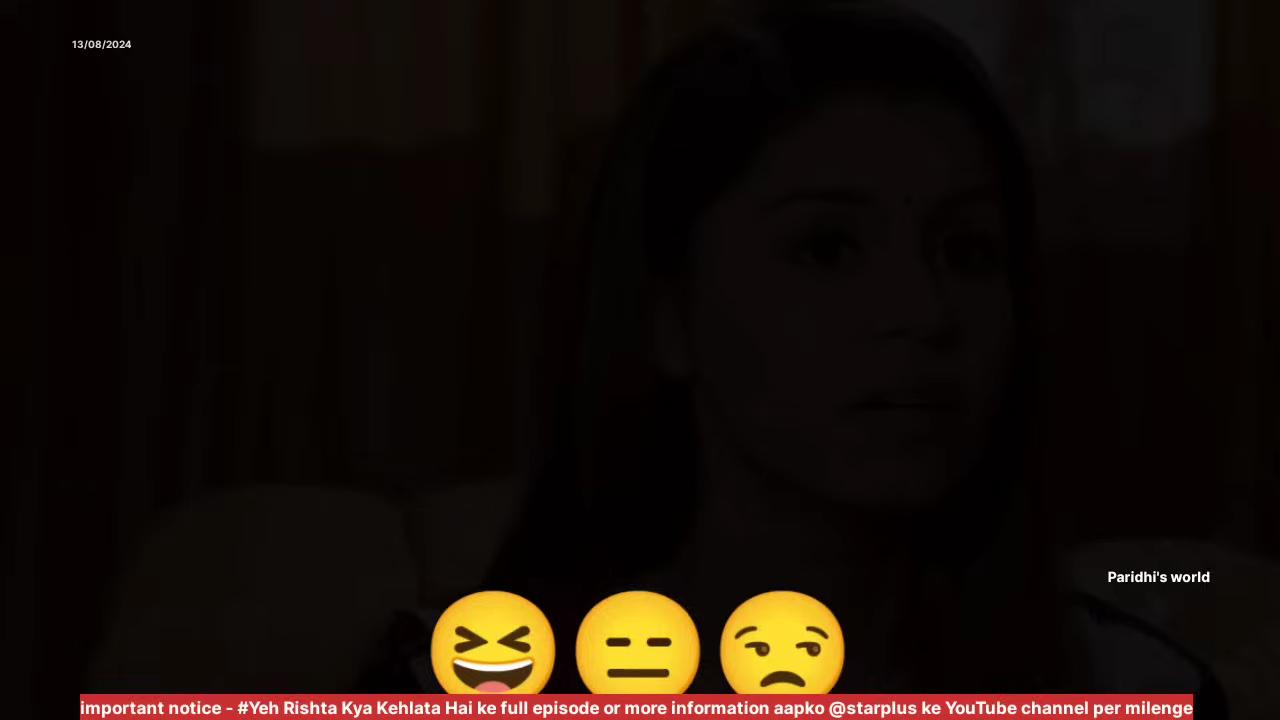 13/08/2024
Paridhi's world
important notice - #Yeh Rishta Kya Kehlata Hai ke full episode or more information aapko @starplus ke YouTube channel per milenge